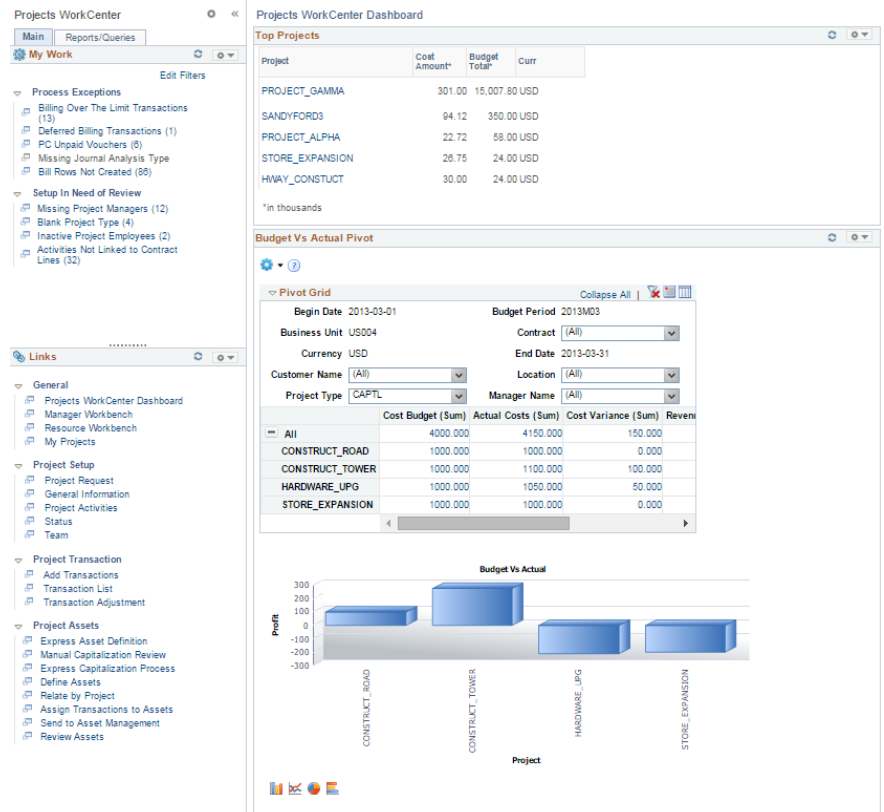 Projects WorkCenter
Main
Reports/Queries
My Work
Edit Filters
Process Exceptions
Billing Over The Limit Transactions
(13)
Deferred Billing Transactions (1)
PC Unpaid Vouchers (6)
Missing Journal Analysis Type
Bill Rows Not Created (86)
Setup In Need of Review
Missing Project Managers (12)
Blank Project Type (4)
Inactive Project Employees (2)
Activities Not Linked to Contract
Lines (32)
Links
General
Projects WorkCenter Dashboard
Manager Workbench
Resource Workbench
My Projects
Project Setup
Project Request
General Information
Project Activities
Status
Team
Project Transaction
Add Transactions
Transaction List
Transaction Adjustment
Project Assets
Express Asset Definition
Manual Capitalization Review
Express Capitalization Process
Define Assets
Relate by Project
Assign Transactions to Assets
Send to Asset Management
Review Assets
Projects WorkCenter Dashboard
Top Projects
Project Cost Amount* Budget Total* Curr
PROJECT_GAMMA 301.00 15,007.80 USD
SANDYFORD3 94.12 350.00 USD
PROJECT_ALPHA 22.72 58.00 USD
STORE_EXPANSION 26.75 24.00 USD
HWAY_CONSTUCT 30.00 24.00 USD
*in thousands
Budget Vs Actual Pivot
Pivot Grid
Collapse All |
Begin Date 2013-03-01 Budget Period 2013M03
Business Unit US004 Contract (All)
Currency USD End Date 2013-03-31
Customer Name (All) Location (All)
Project Type CAPTL Manager Name (All)
Cost Budget (Sum) Actual Costs (Sum) Cost Variance (Sum) Reven
All 4000.000 4150.000 150.000
CONSTRUCT_ROAD 1000.000 1000.000 0.000
CONSTRUCT_TOWER 1000.000 1100.000 100.000
HARDWARE_UPG 1000.000 1050.000 50.000
STORE_EXPANSION 1000.000 1000.000 0.000
Budget Vs Actual
Profit
300
200
100
0
-100
-200
-300
CONSTRUCT_ROAD
CONSTRUCT_TOWER
HARDWARE_UPG
STORE_EXPANSION
Project